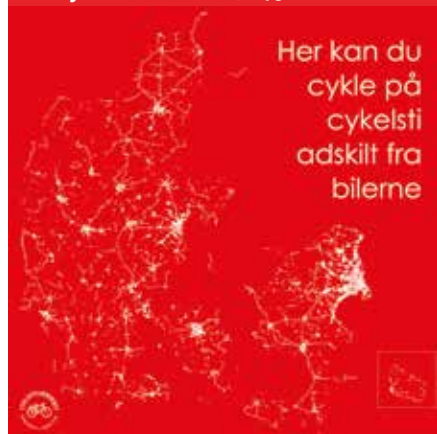 Her kan du
cykle på
cykelsti
adskilt fra
bilerne